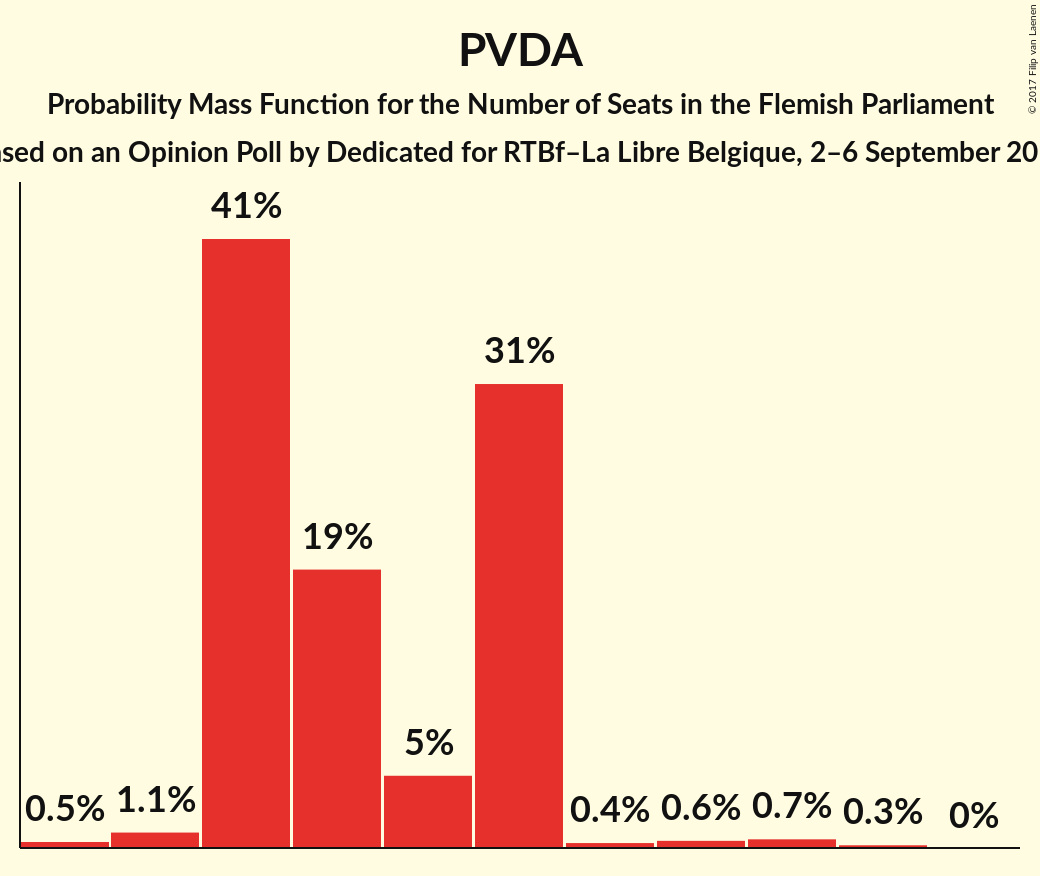 PVDA
Probability Mass Function for the Number of Seats in the Flemish Parliament
on an Opinion Poll by Dedicated for RTBf–La Libre Belgique, 2–6 September
© 2017 Filip van Laenen
41%
31%
19%
5%
0.5%
1.1%
0.4%
0.6%
0.7%
0.3%
0%